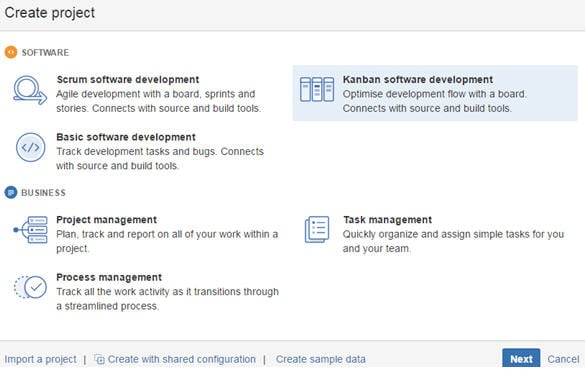 Create project
SOFTWARE
Scrum software development
Agile development with a board, sprints and
stories. Connects with source and build tools.
Kanban software development
Optimise development flow with a board.
Connects with source and build tools.
Basic software development
Track development tasks and bugs. Connects
with source and build tools.
BUSINESS
Project management
Plan, track and report on all of your work within a
project.
Task management
Quickly organize and assign simple tasks for you
and your team.
Process management
Track all the work activity as it transitions through
a streamlined process.
Import a project | Create with shared configuration | Create sample data Next Cancel